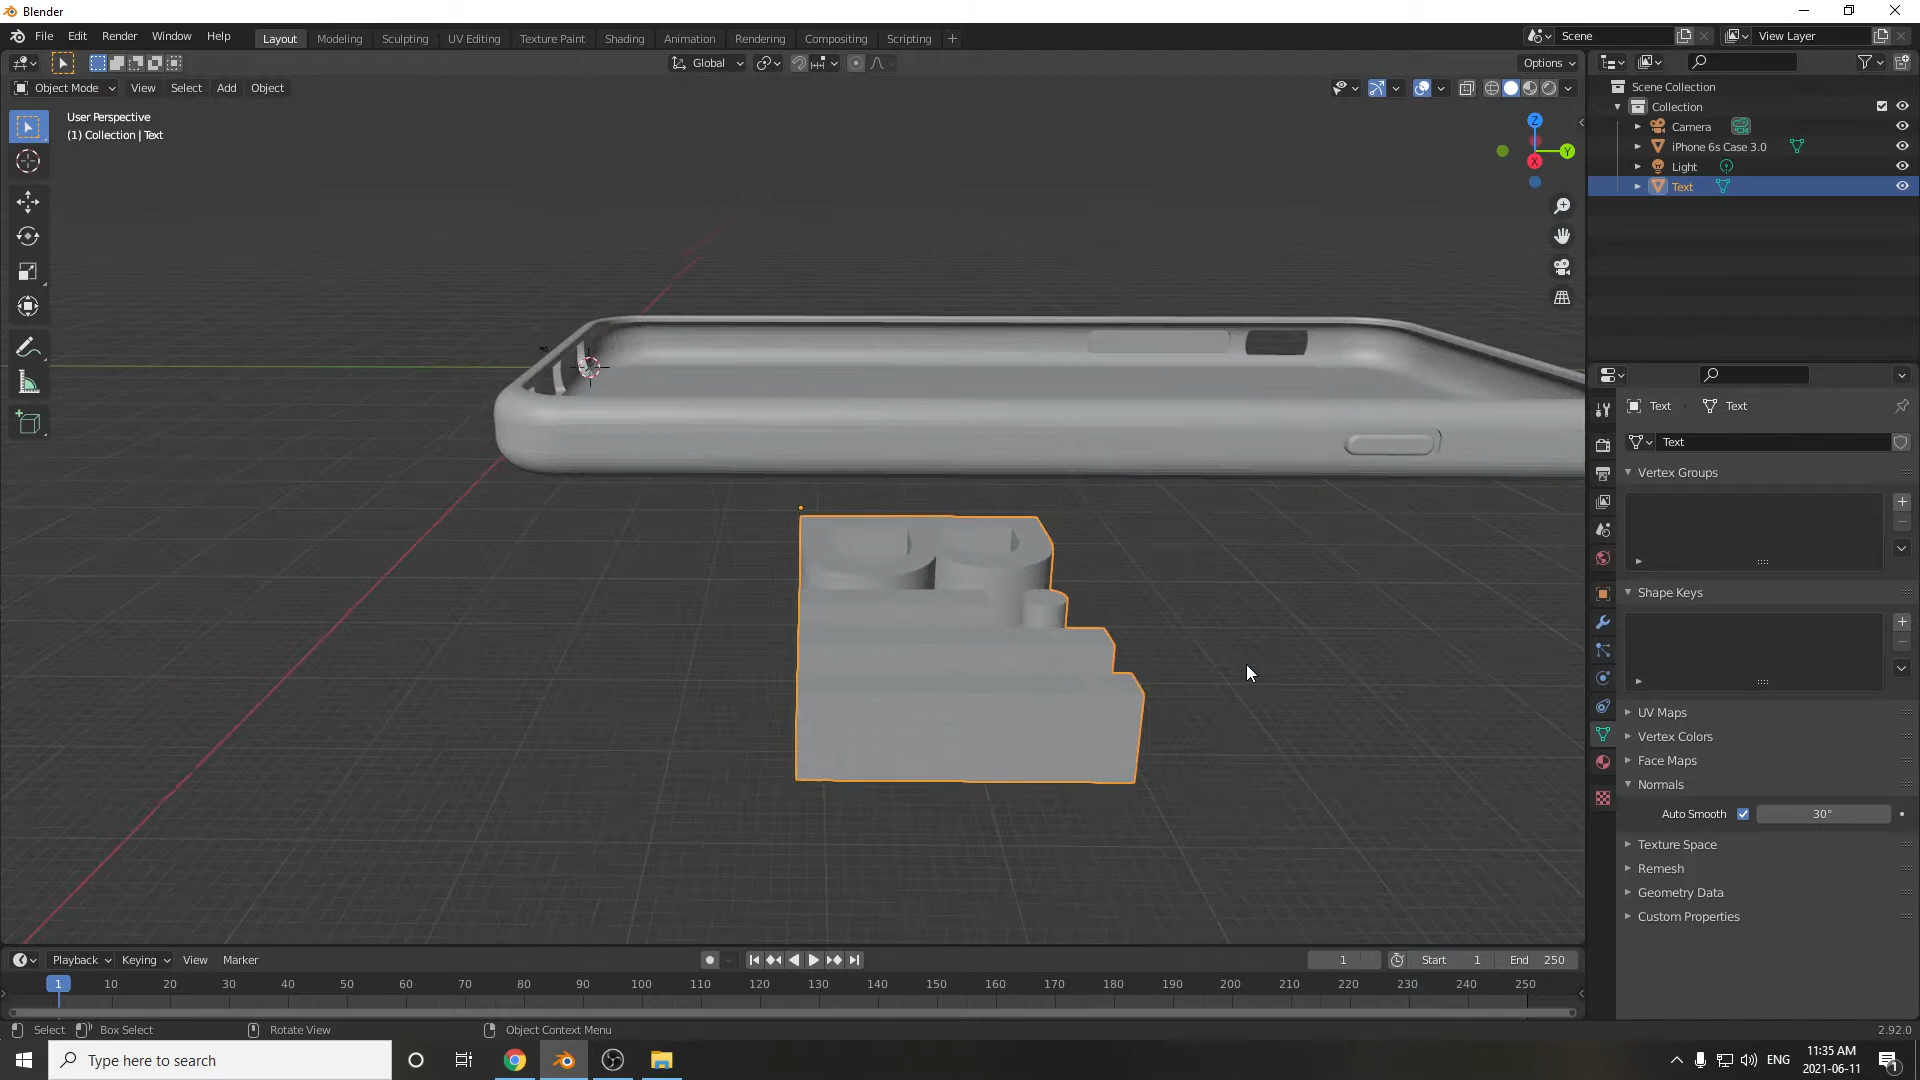 Blender
File Edit Render Window Help
Layout Modeling Sculpting UV Editing Texture Paint Shading Animation Rendering Compositing Scripting
Scene
View Layer
Global
Options
Object Mode View Select Add Object
User Perspective
(1) Collection | Text
Z
Y
X
Scene Collection
Collection
Camera
iPhone 6s Case 3.0
Light
Text
Text Text
Text
Vertex Groups
Shape Keys
UV Maps
Vertex Colors
Face Maps
Normals
Auto Smooth 30°
Texture Space
Remesh
Geometry Data
Custom Properties
Playback Keying View Marker
1
Start 1 End 250
1 10 20 30 40 50 60 70 80 90 100 110 120 130 140 150 160 170 180 190 200 210 220 230 240 250
Select Box Select Rotate View Object Context Menu 2.92.0
Type here to search
ENG
11:35 AM
2021-06-11
1